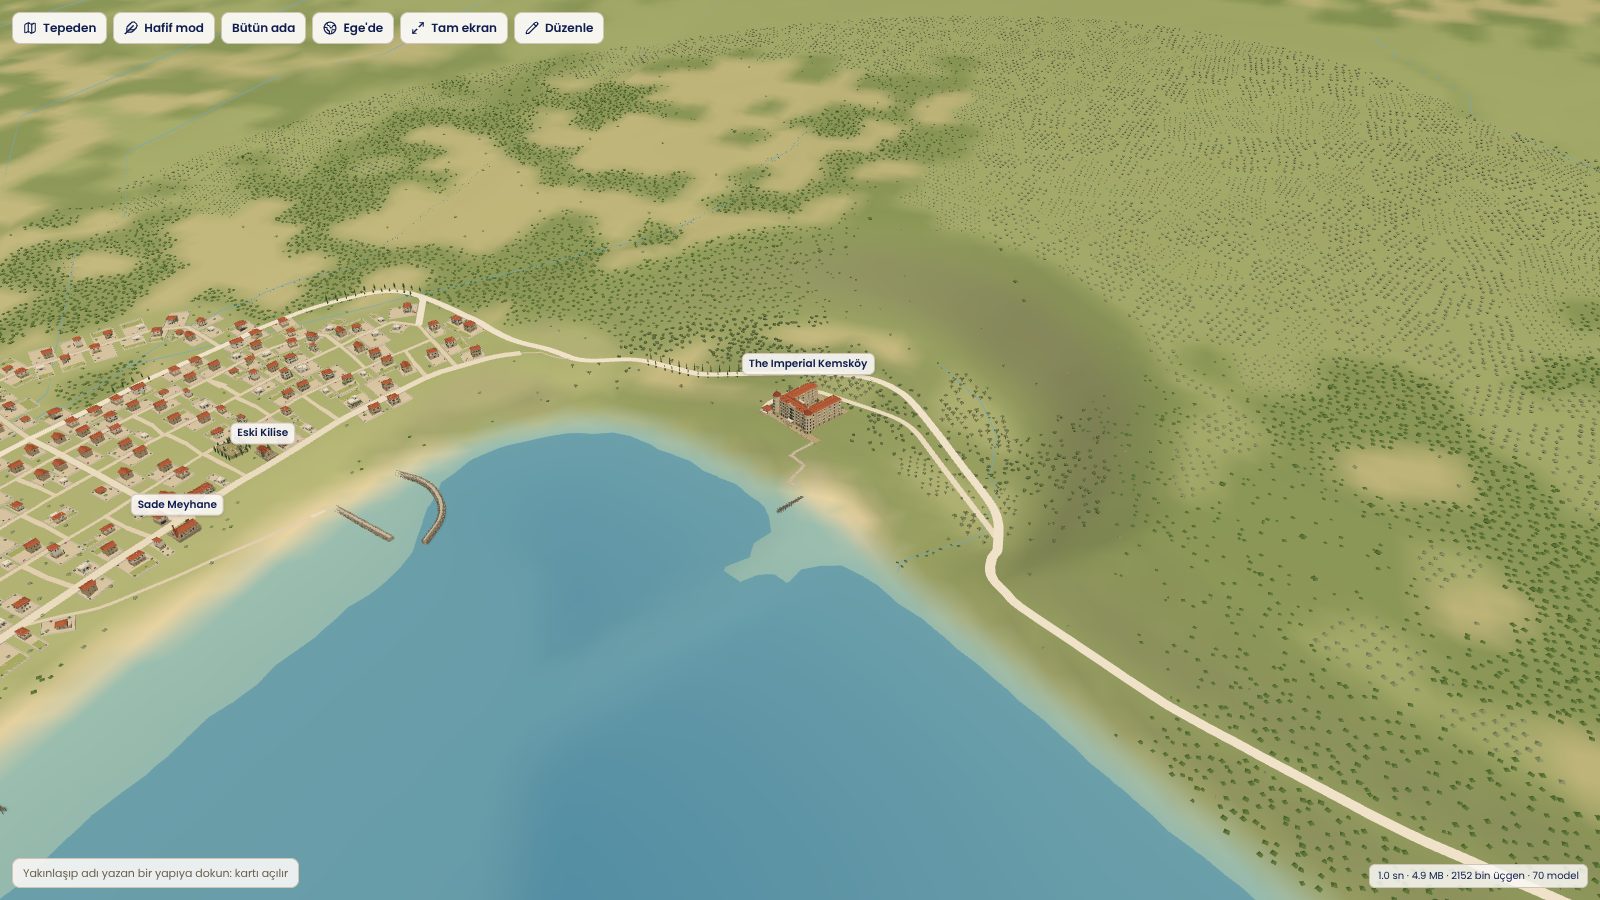 Tepeden
Hafif mod
Bütün ada
Ege'de
Tam ekran
Düzenle
The Imperial Kemsköy
Eski Kilise
Sade Meyhane
Yakınlaşıp adı yazan bir yapıya dokun: kartı açılır
1.0 sn · 4.9 MB · 2152 bin üçgen · 70 model